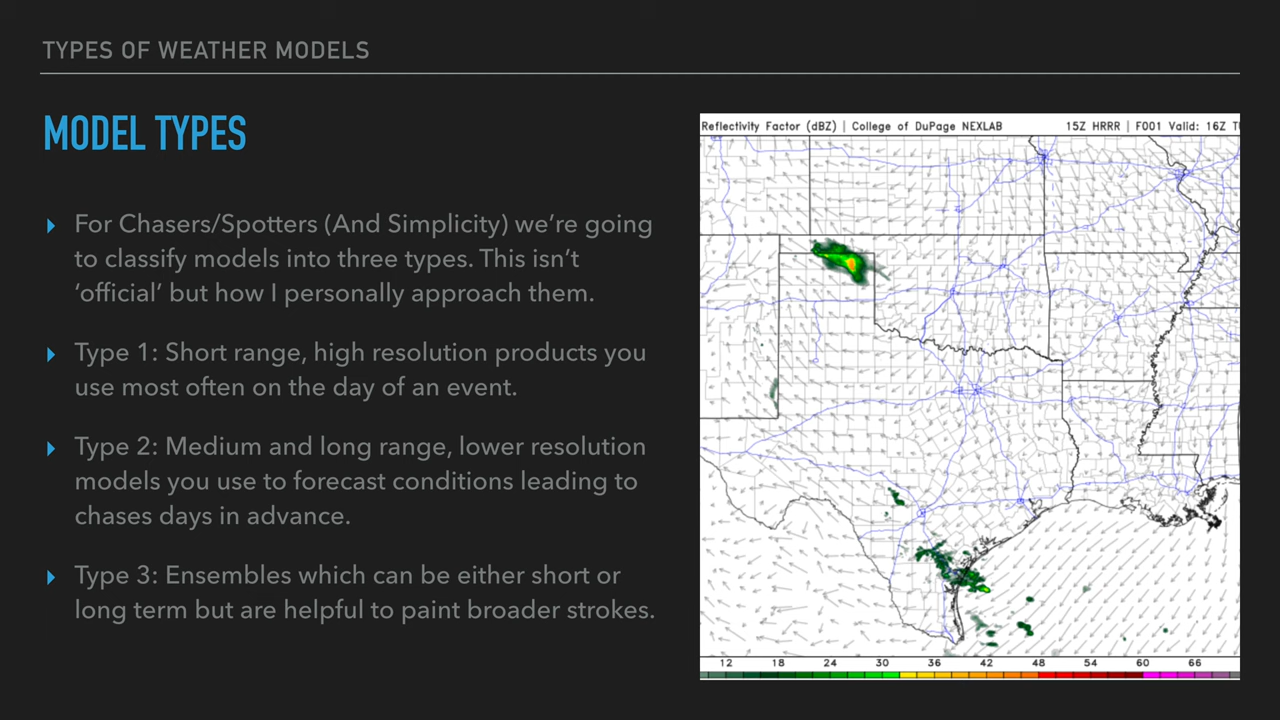 TYPES OF WEATHER MODELS
MODEL TYPES
For Chasers/Spotters (And Simplicity) we’re going
to classify models into three types. This isn’t
‘official’ but how I personally approach them.
Type 1: Short range, high resolution products you
use most often on the day of an event.
Type 2: Medium and long range, lower resolution
models you use to forecast conditions leading to
chases days in advance.
Type 3: Ensembles which can be either short or
long term but are helpful to paint broader strokes.
Reflectivity Factor (dBZ) | College of DuPage NEXLAB 15Z HRRR | F001 Valid: 16Z
12 18 24 30 36 42 48 54 60 66